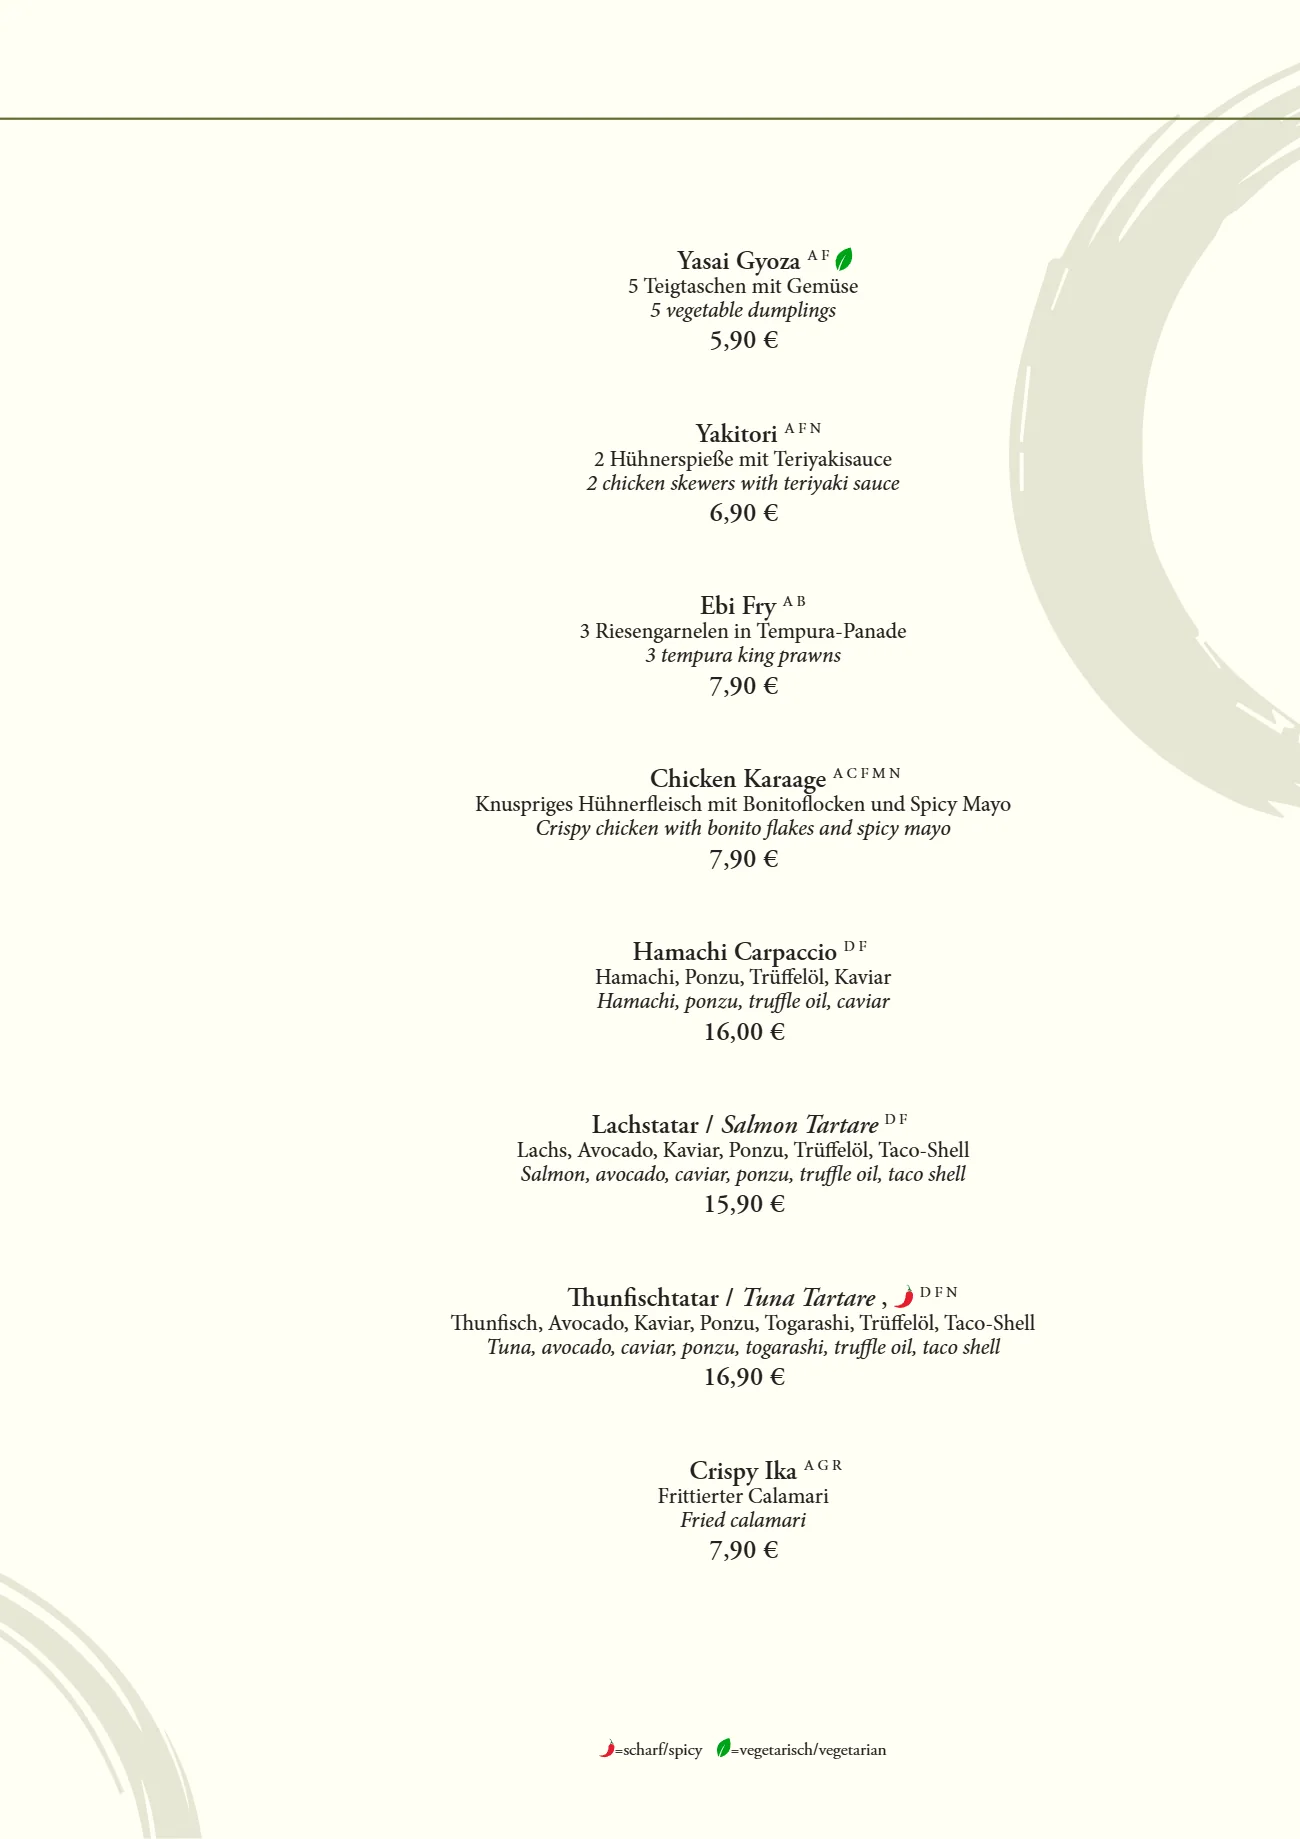 Yasai Gyoza A F
5 Teigtaschen mit Gemüse
5 vegetable dumplings
5,90 €
Yakitori A F N
2 Hühnerspieße mit Teriyakisauce
2 chicken skewers with teriyaki sauce
6,90 €
Ebi Fry A B
3 Riesengarnelen in Tempura-Panade
3 tempura king prawns
7,90 €
Chicken Karaage A C F M N
Knuspriges Hühnerfleisch mit Bonitoflocken und Spicy Mayo
Crispy chicken with bonito flakes and spicy mayo
7,90 €
Hamachi Carpaccio D F
Hamachi, Ponzu, Trüffelöl, Kaviar
Hamachi, ponzu, truffle oil, caviar
16,00 €
Lachstatar / Salmon Tartare D F
Lachs, Avocado, Kaviar, Ponzu, Trüffelöl, Taco-Shell
Salmon, avocado, caviar, ponzu, truffle oil, taco shell
15,90 €
Thunfischtatar / Tuna Tartare , D F N
Thunfisch, Avocado, Kaviar, Ponzu, Togarashi, Trüffelöl, Taco-Shell
Tuna, avocado, caviar, ponzu, togarashi, truffle oil, taco shell
16,90 €
Crispy Ika A G R
Frittierter Calamari
Fried calamari
7,90 €
=scharf/spicy =vegetarisch/vegetarian